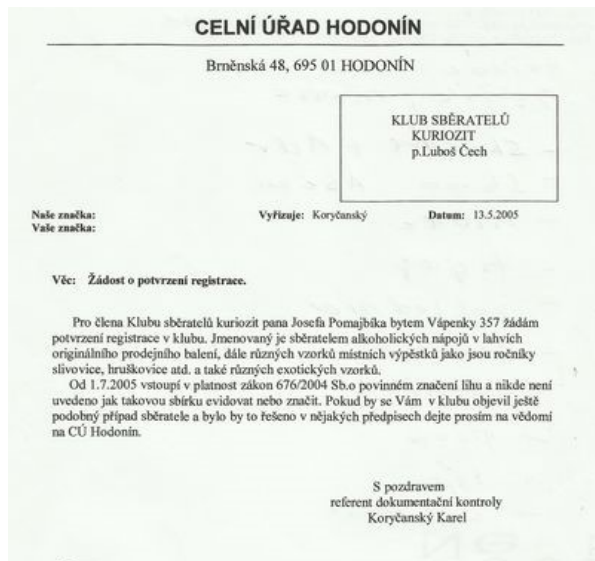 CELNÍ ÚŘAD HODONÍN
Brněnská 48, 695 01 HODONÍN
KLUB SBĚRATELŮ
KURIOZIT
p.Luboš Čech
Naše značka: Vyřizuje: Koryčanský Datum: 13.5.2005
Vaše značka:
Věc: Žádost o potvrzení registrace.
Pro člena Klubu sběratelů kuriozit pana Josefa Pomajbíka bytem Vápenky 357 žádám
potvrzení registrace v klubu. Jmenovaný je sběratelem alkoholických nápojů v lahvích
originálního prodejního balení, dále různých vzorků místních výpěstků jako jsou ročníky
slivovice, hruškovice atd. a také různých exotických vzorků.
Od 1.7.2005 vstoupí v platnost zákon 676/2004 Sb.o povinném značení lihu a nikde není
uvedeno jak takovou sbírku evidovat nebo značit. Pokud by se Vám v klubu objevil ještě
podobný případ sběratele a bylo by to řešeno v nějakých předpisech dejte prosím na vědomí
na CÚ Hodonín.
S pozdravem
referent dokumentační kontroly
Koryčanský Karel